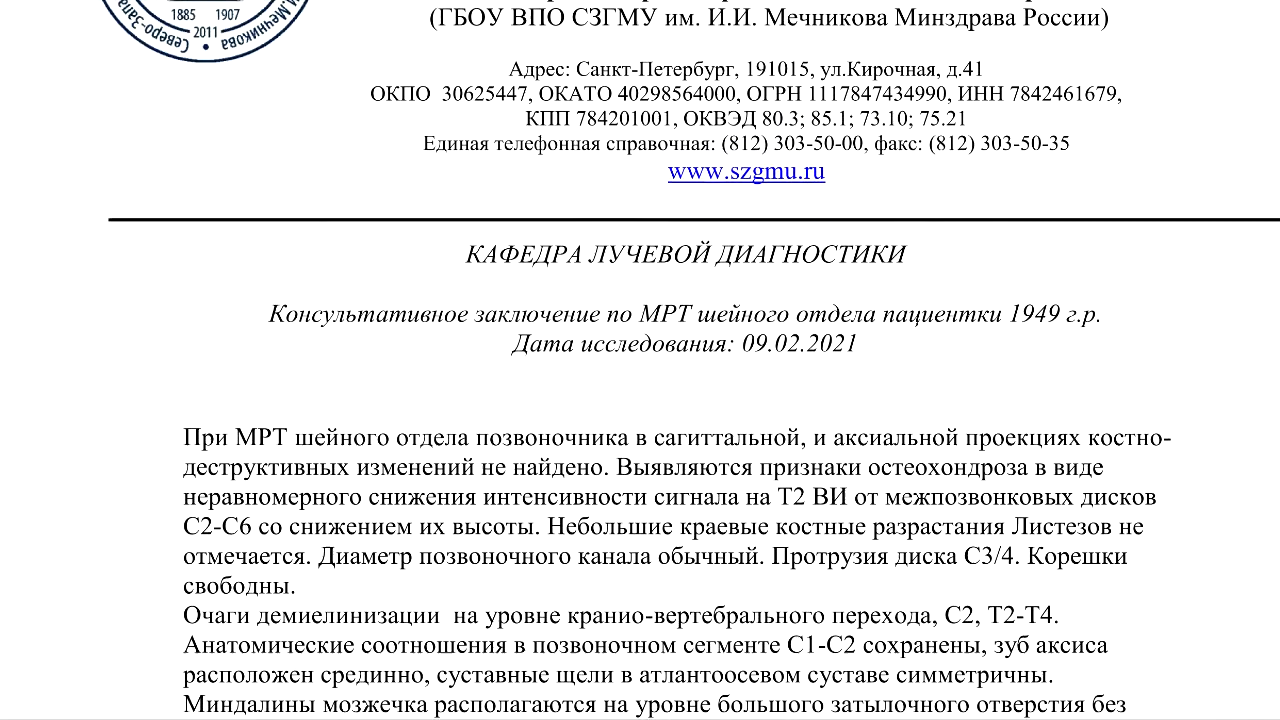 (ГБОУ ВПО СЗГМУ им. И.И. Мечникова Минздрава России)
1885 1907
2011
Северо-Запа
И.И.Мечникова
Адрес: Санкт-Петербург, 191015, ул.Кирочная, д.41
ОКПО  30625447, ОКАТО 40298564000, ОГРН 1117847434990, ИНН 7842461679,
КПП 784201001, ОКВЭД 80.3; 85.1; 73.10; 75.21
Единая телефонная справочная: (812) 303-50-00, факс: (812) 303-50-35
www.szgmu.ru
КАФЕДРА ЛУЧЕВОЙ ДИАГНОСТИКИ
Консультативное заключение по МРТ шейного отдела пациентки 1949 г.р.
Дата исследования: 09.02.2021
При МРТ шейного отдела позвоночника в сагиттальной, и аксиальной проекциях костно-
деструктивных изменений не найдено. Выявляются признаки остеохондроза в виде
неравномерного снижения интенсивности сигнала на Т2 ВИ от межпозвонковых дисков
С2-С6 со снижением их высоты. Небольшие краевые костные разрастания Листезов не
отмечается. Диаметр позвоночного канала обычный. Протрузия диска С3/4. Корешки
свободны.
Очаги демиелинизации  на уровне кранио-вертебрального перехода, С2, Т2-Т4.
Анатомические соотношения в позвоночном сегменте С1-С2 сохранены, зуб аксиса
расположен срединно, суставные щели в атлантоосевом суставе симметричны.
Миндалины мозжечка располагаются на уровне большого затылочного отверстия без